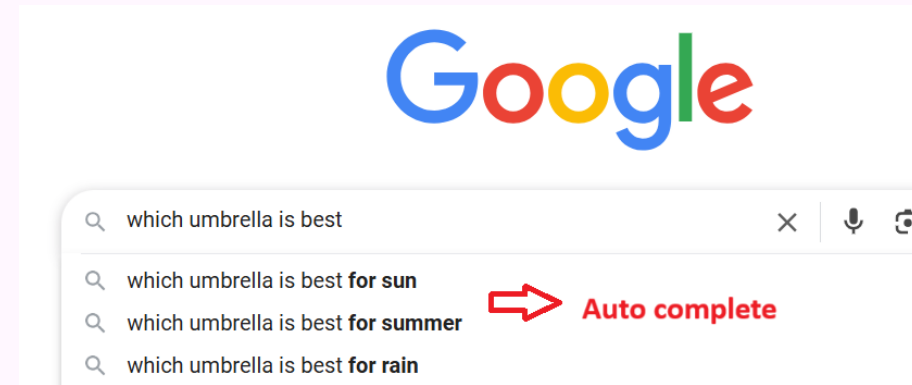 Google
which umbrella is best
which umbrella is best for sun
which umbrella is best for summer
Auto complete
which umbrella is best for rain